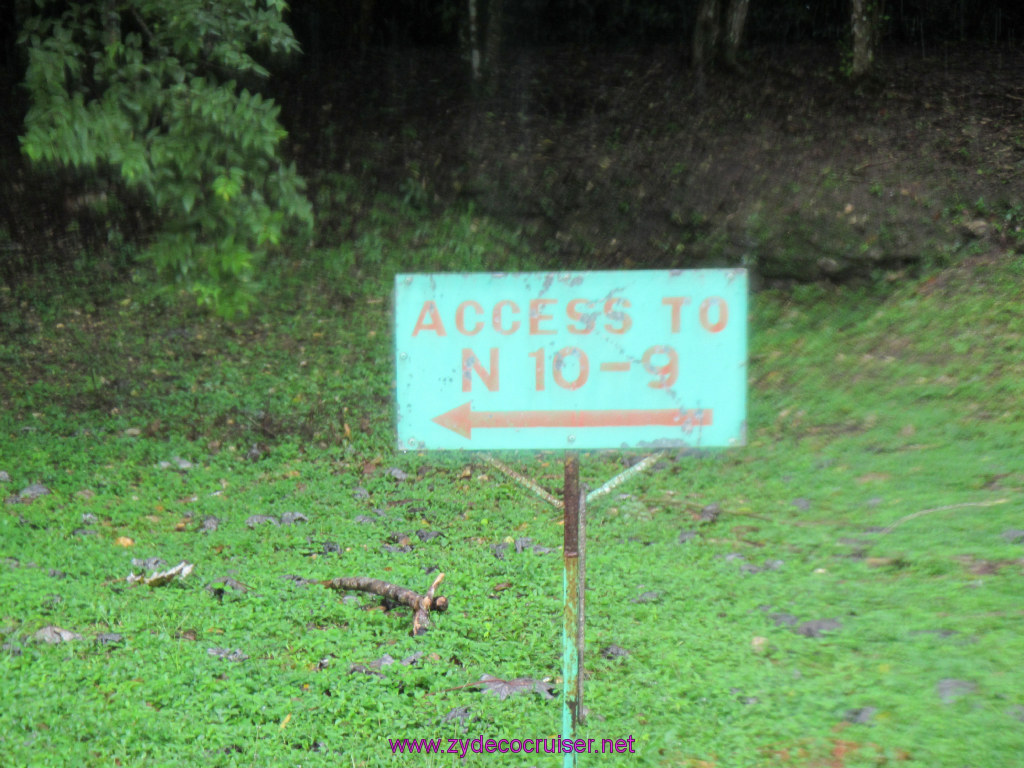 ACCESS TO
N 10-9
www.zydecocruiser.net